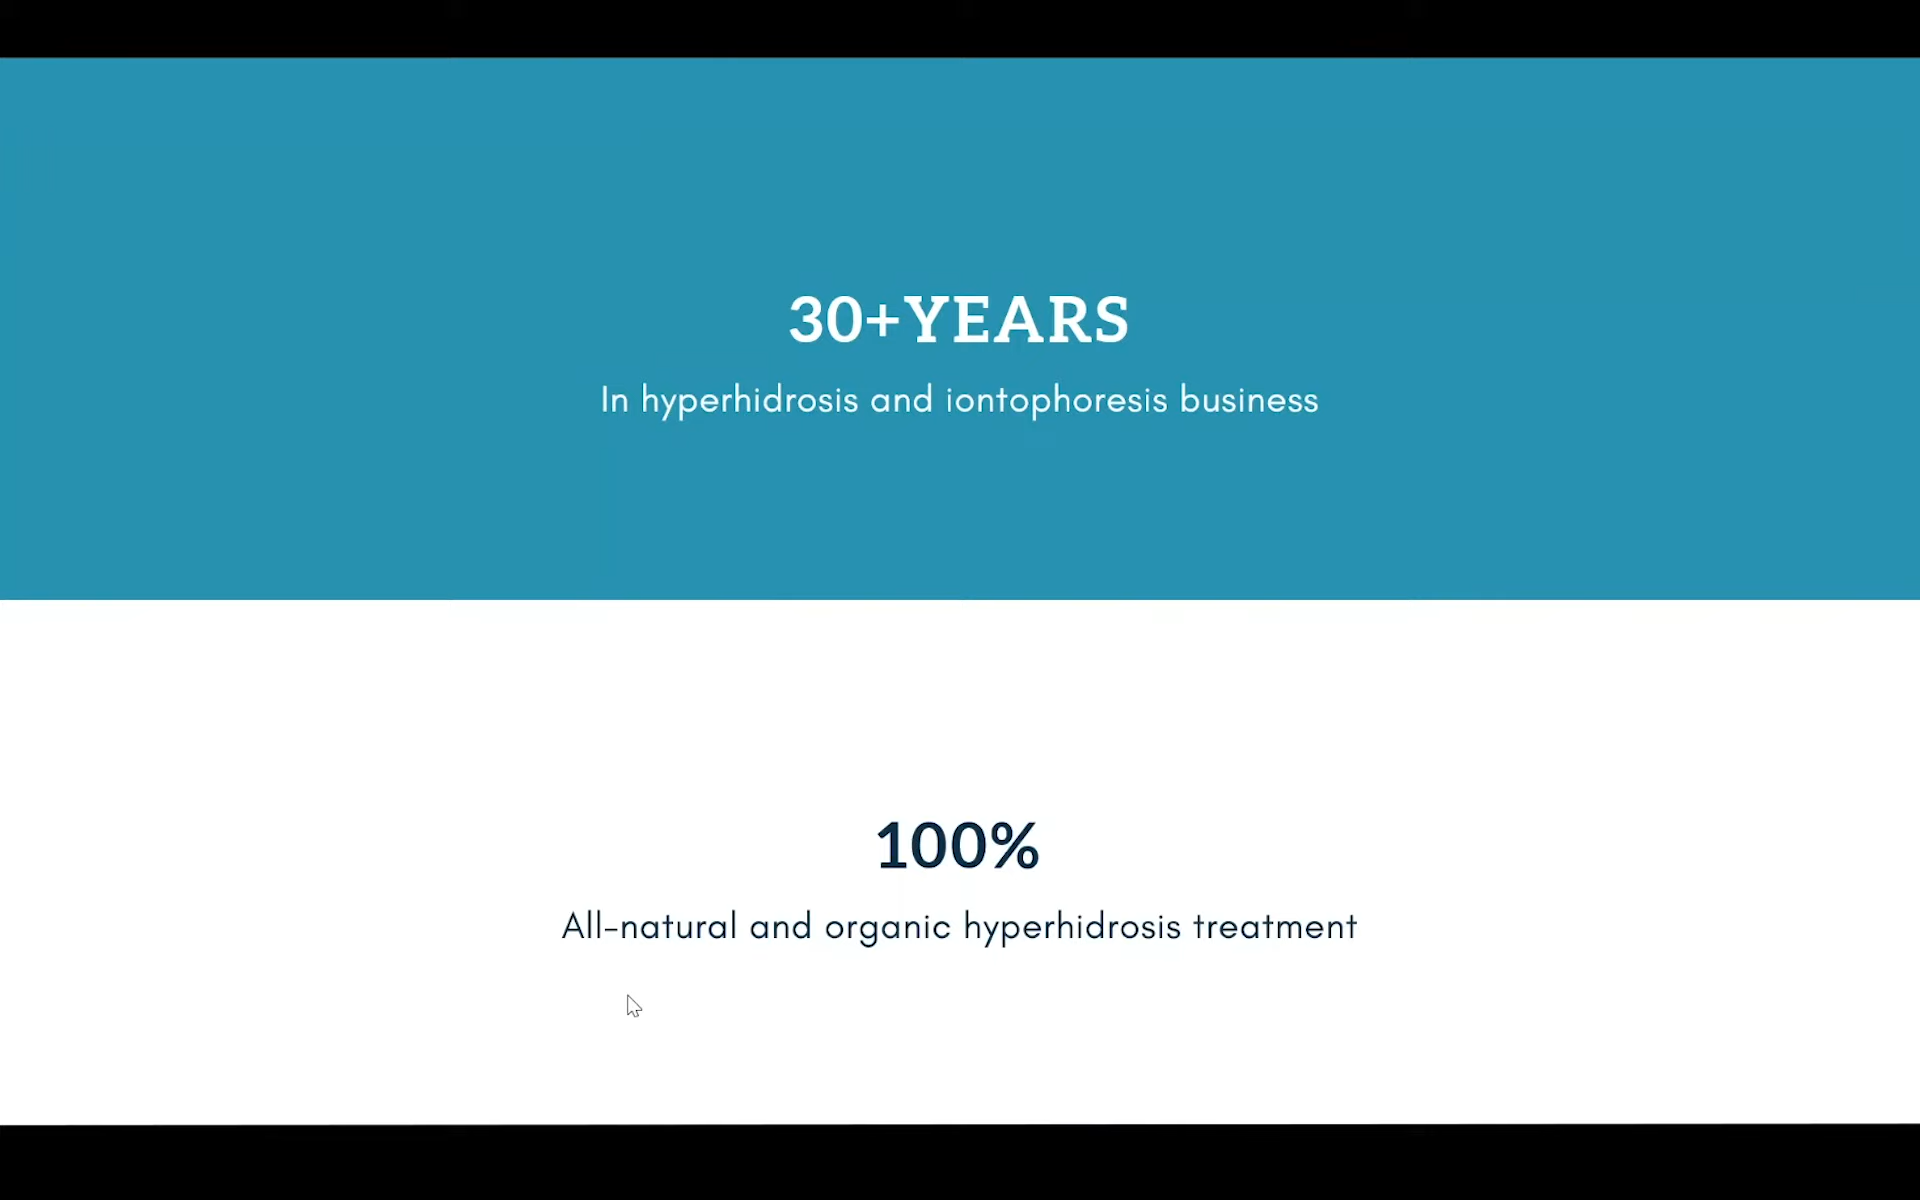 30+YEARS
In hyperhidrosis and iontophoresis business
100%
All-natural and organic hyperhidrosis treatment